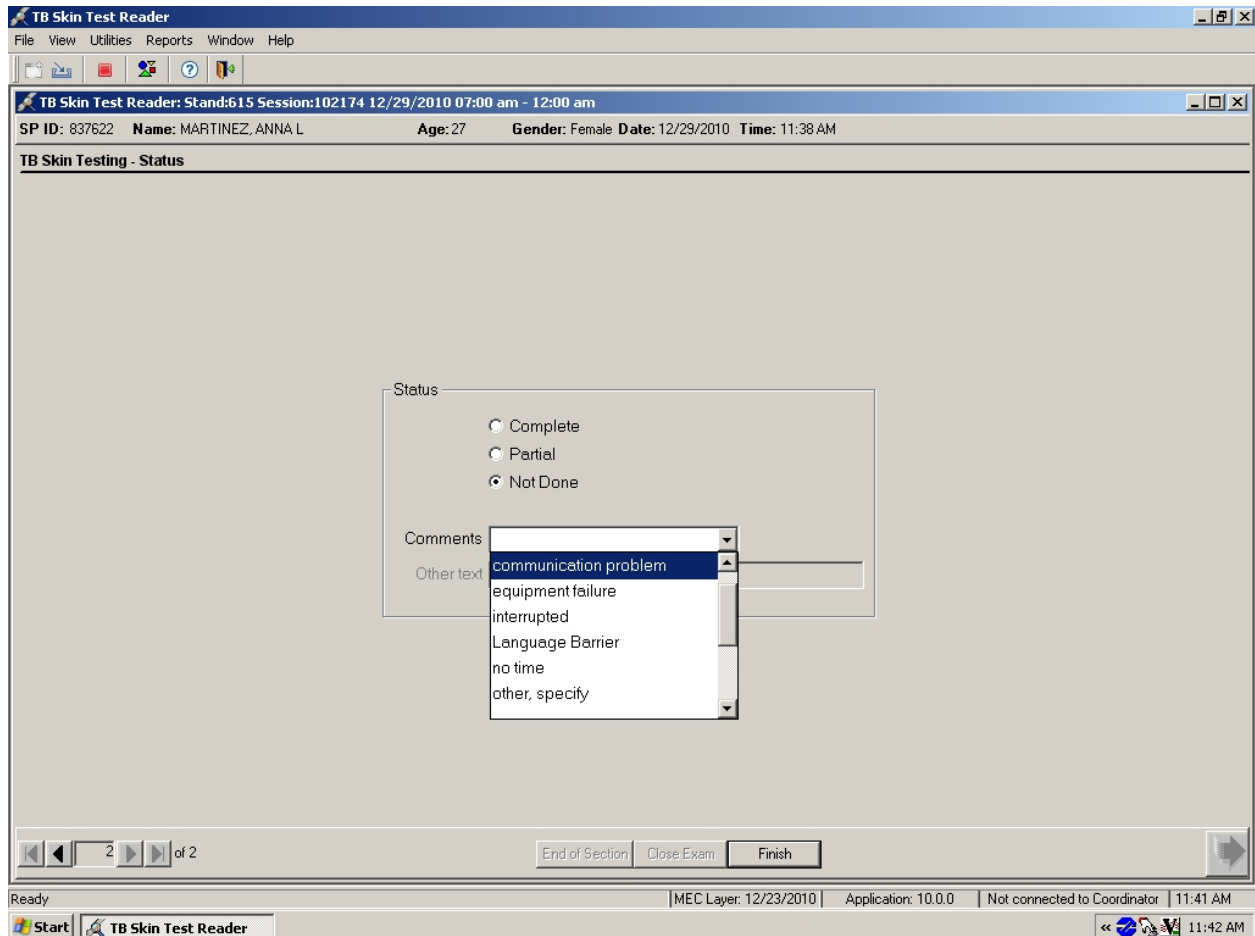 TB Skin Test Reader
File View Utilities Reports Window Help
TB Skin Test Reader: Stand:615 Session:102174 12/29/2010 07:00 am - 12:00 am
SP ID: 837622 Name: MARTINEZ, ANNA L Age: 27 Gender: Female Date: 12/29/2010 Time: 11:38 AM
TB Skin Testing - Status
Status
Complete
Partial
Not Done
Comments
Other text
communication problem
equipment failure
interrupted
Language Barrier
no time
other, specify
2 of 2 End of Section Close Exam Finish
Ready MEC Layer: 12/23/2010 Application: 10.0.0 Not connected to Coordinator 11:41 AM
Start TB Skin Test Reader 11:42 AM